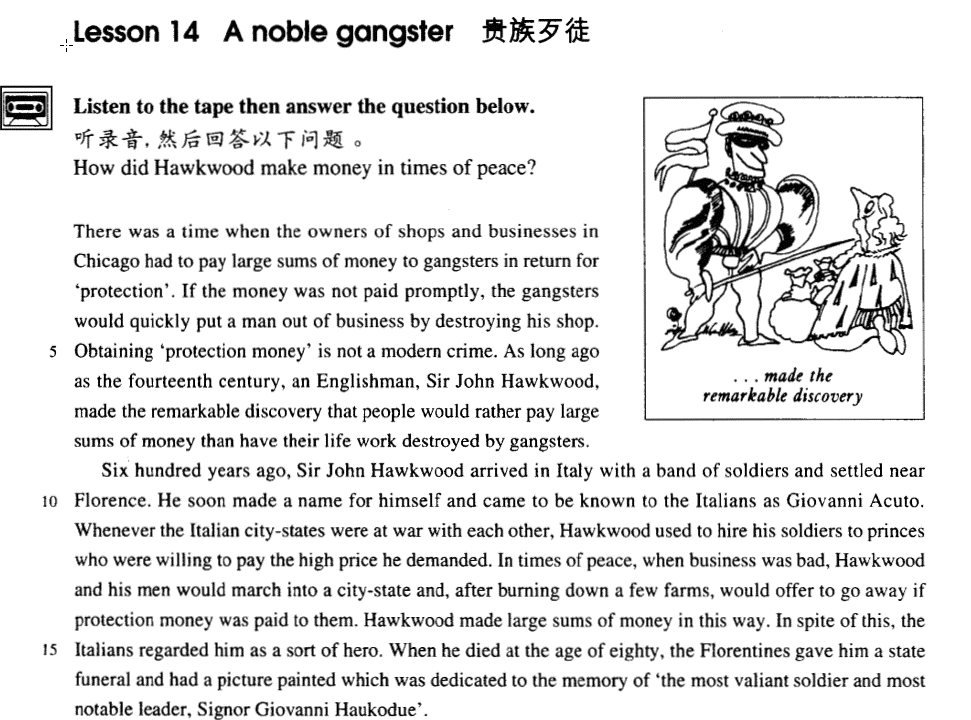 Lesson 14 A noble gangster 贵族歹徒
Listen to the tape then answer the question below.
听录音，然后回答以下问题。
How did Hawkwood make money in times of peace?
There was a time when the owners of shops and businesses in
Chicago had to pay large sums of money to gangsters in return for
‘protection’. If the money was not paid promptly, the gangsters
would quickly put a man out of business by destroying his shop.
5 Obtaining ‘protection money’ is not a modern crime. As long ago
as the fourteenth century, an Englishman, Sir John Hawkwood,
made the remarkable discovery that people would rather pay large
sums of money than have their life work destroyed by gangsters.
. . . made the
remarkable discovery
Six hundred years ago, Sir John Hawkwood arrived in Italy with a band of soldiers and settled near
10 Florence. He soon made a name for himself and came to be known to the Italians as Giovanni Acuto.
Whenever the Italian city-states were at war with each other, Hawkwood used to hire his soldiers to princes
who were willing to pay the high price he demanded. In times of peace, when business was bad, Hawkwood
and his men would march into a city-state and, after burning down a few farms, would offer to go away if
protection money was paid to them. Hawkwood made large sums of money in this way. In spite of this, the
15 Italians regarded him as a sort of hero. When he died at the age of eighty, the Florentines gave him a state
funeral and had a picture painted which was dedicated to the memory of ‘the most valiant soldier and most
notable leader, Signor Giovanni Haukodue’.